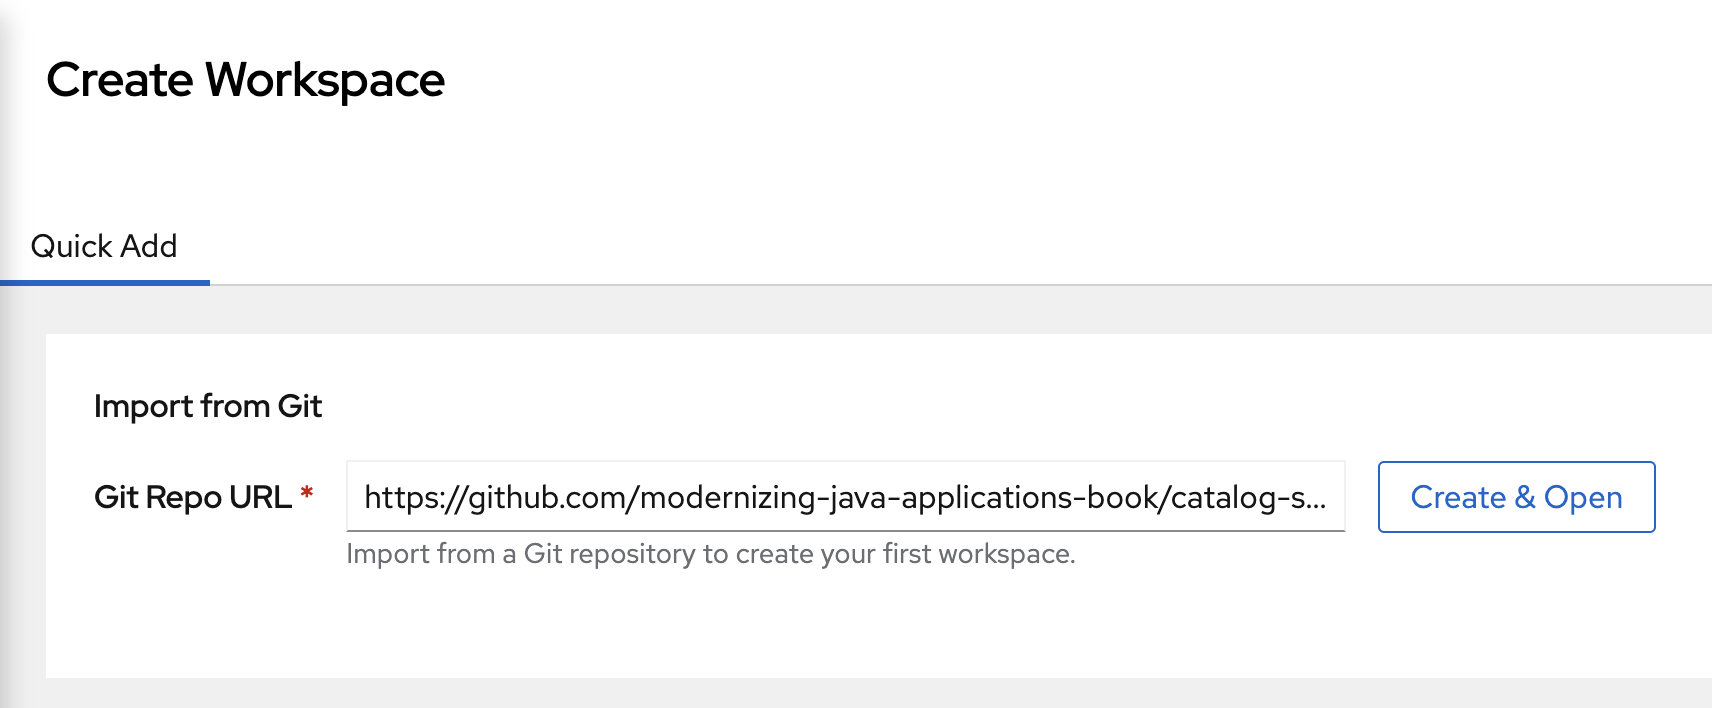 Create Workspace
Quick Add
Import from Git
Git Repo URL * https://github.com/modernizing-java-applications-book/catalog-s... Create & Open
Import from a Git repository to create your first workspace.